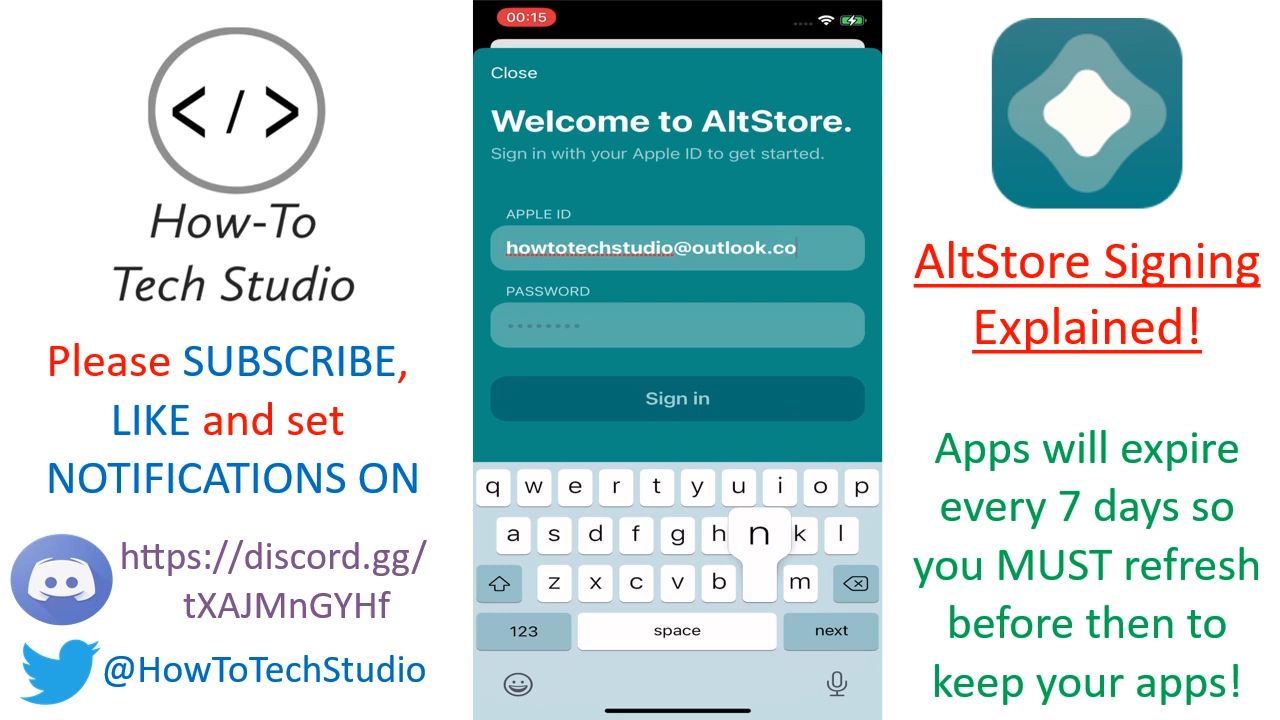 </>
How-To
Tech Studio
Please SUBSCRIBE,
LIKE and set
NOTIFICATIONS ON
https://discord.gg/
tXAJMnGYHf
@HowToTechStudio
00:15
Close
Welcome to AltStore.
Sign in with your Apple ID to get started.
APPLE ID
howtotechstudio@outlook.co
PASSWORD
Sign in
q w e r t y u i o p
a s d f g h n k l
z x c v b m
123 space next
AltStore Signing
Explained!
Apps will expire
every 7 days so
you MUST refresh
before then to
keep your apps!